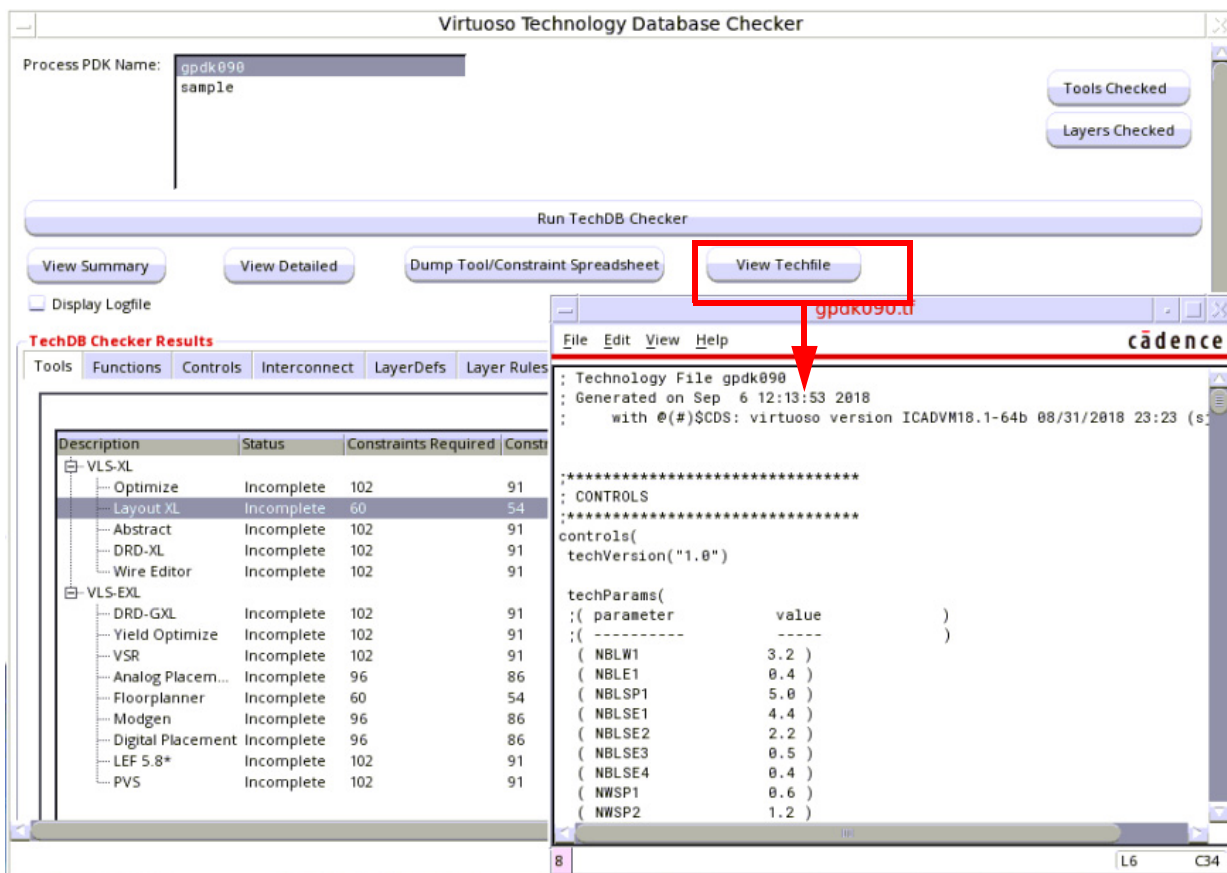 Virtuoso Technology Database Checker
Process PDK Name:
gpdk090
sample
Tools Checked
Layers Checked
Run TechDB Checker
View Summary
View Detailed
Dump Tool/Constraint Spreadsheet
View Techfile
Display Logfile
TechDB Checker Results
Tools Functions Controls Interconnect LayerDefs Layer Rules
Description Status Constraints Required Constr
VLS-XL
Optimize Incomplete 102 91
Layout XL Incomplete 60 54
Abstract Incomplete 102 91
DRD-XL Incomplete 102 91
Wire Editor Incomplete 102 91
VLS-EXL
DRD-GXL Incomplete 102 91
Yield Optimize Incomplete 102 91
VSR Incomplete 102 91
Analog Placem... Incomplete 96 86
Floorplanner Incomplete 60 54
Modgen Incomplete 96 86
Digital Placement Incomplete 96 86
LEF 5.8* Incomplete 102 91
PVS Incomplete 102 91
gpdk090.tf
File Edit View Help
cādence
; Technology File gpdk090
; Generated on Sep  6 12:13:53 2018
;     with @(#)$CDS: virtuoso version ICADVM18.1-64b 08/31/2018 23:23 (sj
;********************************
; CONTROLS
;********************************
controls(
techVersion("1.0")
techParams(
;( parameter value )
;( ---------- ----- )
( NBLW1 3.2 )
( NBLE1 0.4 )
( NBLSP1 5.0 )
( NBLSE1 4.4 )
( NBLSE2 2.2 )
( NBLSE3 0.5 )
( NBLSE4 0.4 )
( NWSP1 0.6 )
( NWSP2 1.2 )
8
L6 C34